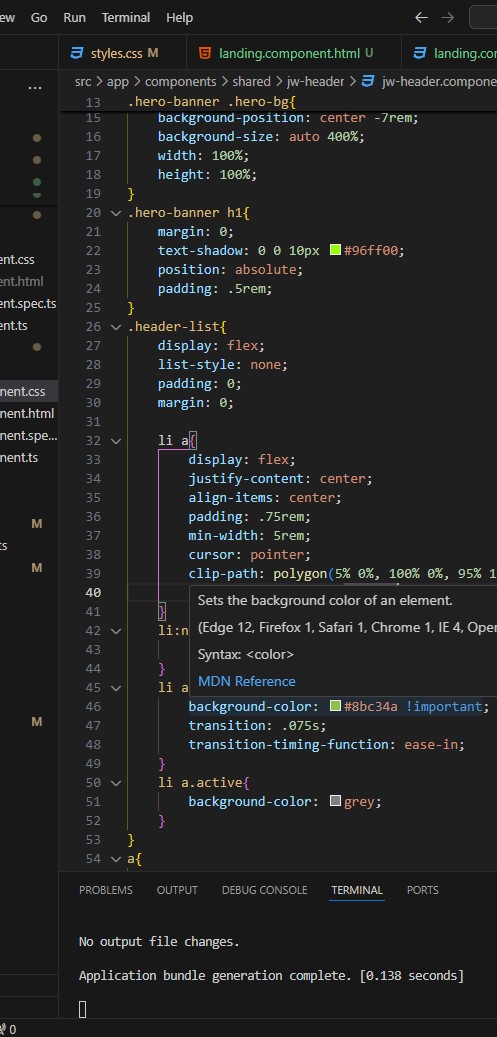 ew Go Run Terminal Help
styles.css M landing.component.html U landing.cor
... src > app > components > shared > jw-header > jw-header.compone
13 .hero-banner .hero-bg{
15 background-position: center -7rem;
16 background-size: auto 400%;
17 width: 100%;
18 height: 100%;
19 }
20 .hero-banner h1{
21 margin: 0;
22 text-shadow: 0 0 10px #96ff00;
23 position: absolute;
24 padding: .5rem;
25 }
26 .header-list{
27 display: flex;
28 list-style: none;
29 padding: 0;
30 margin: 0;
31
32 li a{
33 display: flex;
34 justify-content: center;
35 align-items: center;
36 padding: .75rem;
37 min-width: 5rem;
38 cursor: pointer;
39 clip-path: polygon(5% 0%, 100% 0%, 95% 1
40
41 }
42 li:n
43
44 }
45 li a
46 background-color: #8bc34a !important;
47 transition: .075s;
48 transition-timing-function: ease-in;
49 }
50 li a.active{
51 background-color: grey;
52 }
53 }
54 a{
Sets the background color of an element.
(Edge 12, Firefox 1, Safari 1, Chrome 1, IE 4, Oper
Syntax: <color>
MDN Reference
ent.css
nent.html
nent.spec.ts
ent.ts
nent.css
nent.html
nent.spe...
nent.ts
M
ts
M
M
PROBLEMS OUTPUT DEBUG CONSOLE TERMINAL PORTS
No output file changes.
Application bundle generation complete. [0.138 seconds]
0